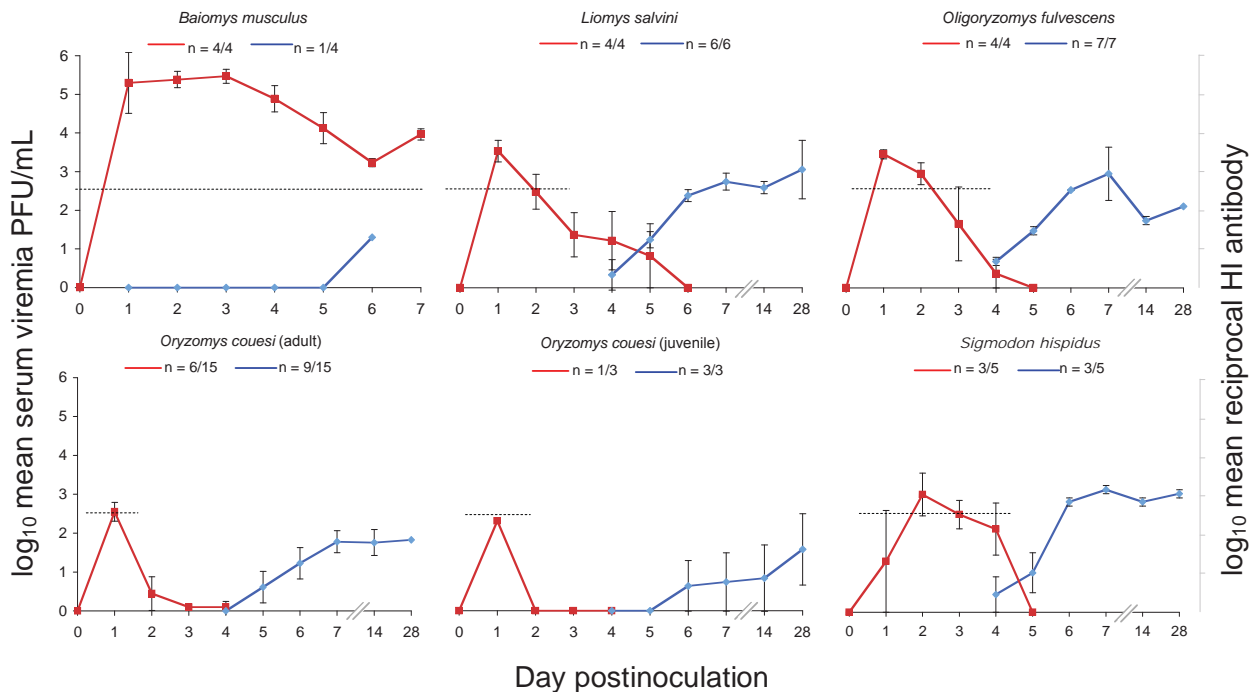 Baiomys musculus
n = 4/4 n = 1/4
Liomys salvini
n = 4/4 n = 6/6
Oligoryzomys fulvescens
n = 4/4 n = 7/7
6
5
4
3
2
1
0
0 1 2 3 4 5 6 7
0 1 2 3 4 5 6 7 14 28
0 1 2 3 4 5 6 7 14 28
Oryzomys couesi (adult)
n = 6/15 n = 9/15
Oryzomys couesi (juvenile)
n = 1/3 n = 3/3
Sigmodon hispidus
n = 3/5 n = 3/5
6
5
4
3
2
1
0
0 1 2 3 4 5 6 7 14 28
0 1 2 3 4 5 6 7 14 28
0 1 2 3 4 5 6 7 14 28
log10 mean serum viremia PFU/mL
log10 mean reciprocal HI antibody
Day postinoculation